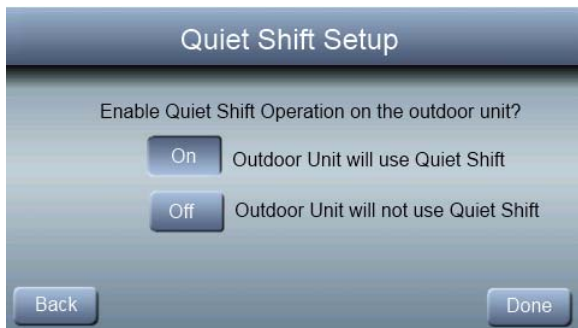 Quiet Shift Setup
Enable Quiet Shift Operation on the outdoor unit?
On Outdoor Unit will use Quiet Shift
Off Outdoor Unit will not use Quiet Shift
Back Done